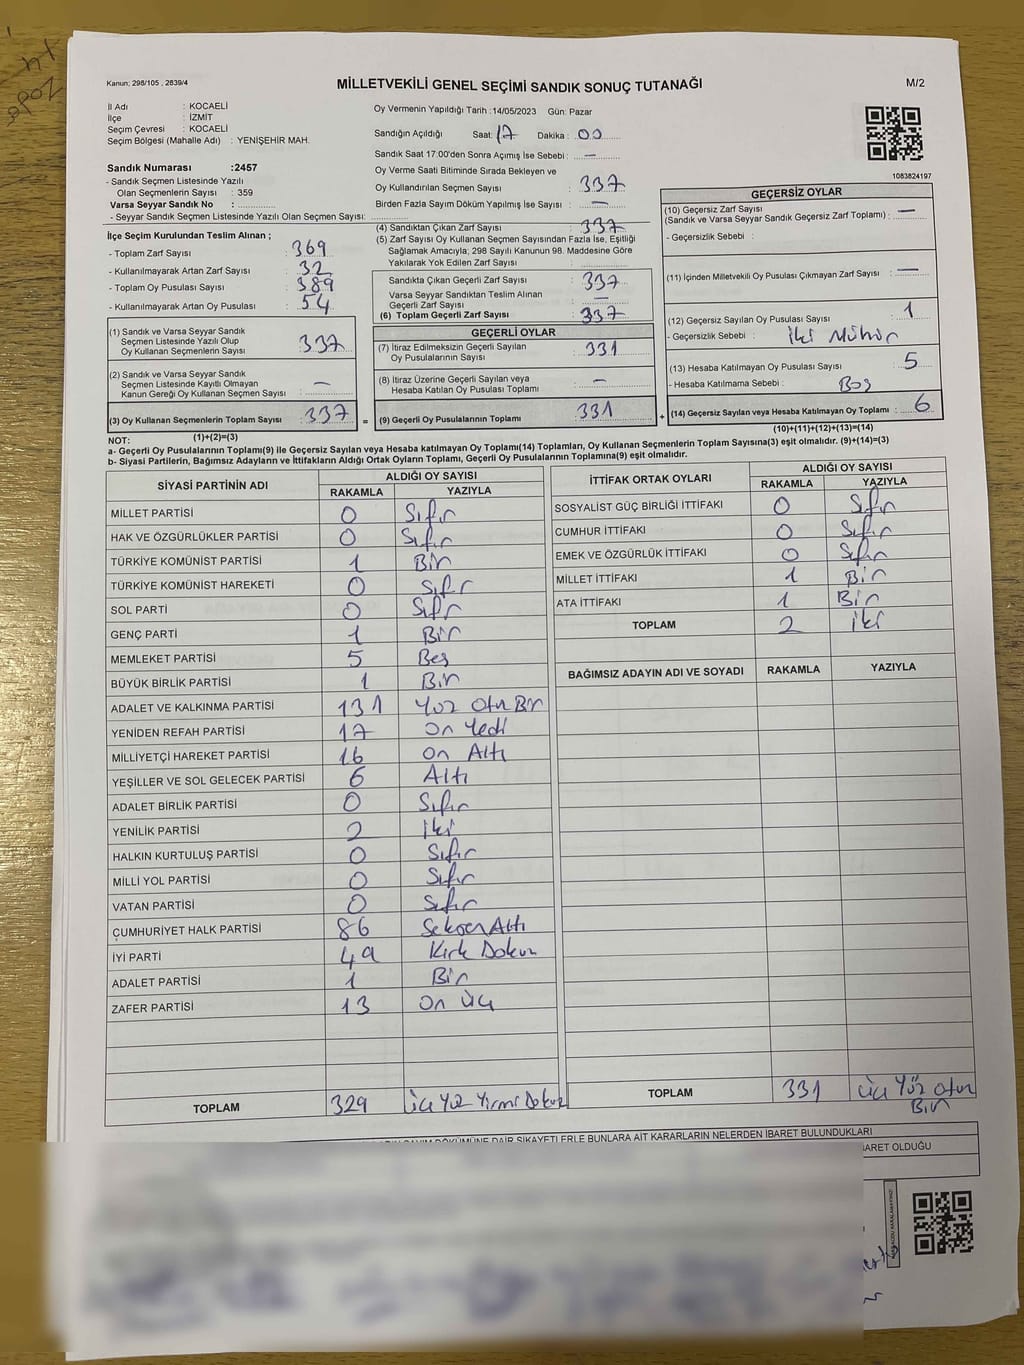 Kanun; 298/105 , 2839/4
MİLLETVEKİLİ GENEL SEÇİMİ SANDIK SONUÇ TUTANAĞI
M/2
İl Adı : KOCAELİ
İlçe : İZMİT
Seçim Çevresi : KOCAELİ
Seçim Bölgesi (Mahalle Adı) : YENİŞEHİR MAH.
Sandık Numarası :2457
- Sandık Seçmen Listesinde Yazılı
Olan Seçmenlerin Sayısı : 359
Varsa Seyyar Sandık No :
- Seyyar Sandık Seçmen Listesinde Yazılı Olan Seçmen Sayısı:
Oy Vermenin Yapıldığı Tarih :14/05/2023 Gün: Pazar
Sandığın Açıldığı Saat: 17 Dakika : 00
Sandık Saat 17:00'den Sonra Açımış İse Sebebi : —
Oy Verme Saati Bitiminde Sırada Bekleyen ve
Oy Kullandırılan Seçmen Sayısı : 337
Birden Fazla Sayım Döküm Yapılmış İse Sayısı : —
1083824197
İlçe Seçim Kurulundan Teslim Alınan ;
- Toplam Zarf Sayısı : 369
- Kullanılmayarak Artan Zarf Sayısı : 32
- Toplam Oy Pusulası Sayısı : 389
- Kullanılmayarak Artan Oy Pusulası : 54
(1) Sandık ve Varsa Seyyar Sandık
Seçmen Listesinde Yazılı Olup
Oy Kullanan Seçmenlerin Sayısı : 337
(2) Sandık ve Varsa Seyyar Sandık
Seçmen Listesinde Kayıtlı Olmayan
Kanun Gereği Oy Kullanan Seçmen Sayısı : —
(3) Oy Kullanan Seçmenlerin Toplam Sayısı : 337
(1)+(2)=(3)
(4) Sandıktan Çıkan Zarf Sayısı : 337
(5) Zarf Sayısı Oy Kullanan Seçmen Sayısından Fazla İse, Eşitliği
Sağlamak Amacıyla; 298 Sayılı Kanunun 98. Maddesine Göre
Yakılarak Yok Edilen Zarf Sayısı :
Sandıkta Çıkan Geçerli Zarf Sayısı : 337
Varsa Seyyar Sandıktan Teslim Alınan
Geçerli Zarf Sayısı : —
(6) Toplam Geçerli Zarf Sayısı : 337
GEÇERLİ OYLAR
(7) İtiraz Edilmeksizin Geçerli Sayılan
Oy Pusulalarının Sayısı : 331
(8) İtiraz Üzerine Geçerli Sayılan veya
Hesaba Katılan Oy Pusulası Toplamı : —
= (9) Geçerli Oy Pusulalarının Toplamı : 331
GEÇERSİZ OYLAR
(10) Geçersiz Zarf Sayısı
(Sandık ve Varsa Seyyar Sandık Geçersiz Zarf Toplamı) : —
- Geçersizlik Sebebi :
(11) İçinden Milletvekili Oy Pusulası Çıkmayan Zarf Sayısı : —
(12) Geçersiz Sayılan Oy Pusulası Sayısı : 1
- Geçersizlik Sebebi : İki Mühür
(13) Hesaba Katılmayan Oy Pusulası Sayısı : 5
- Hesaba Katılmama Sebebi : Boş
+ (14) Geçersiz Sayılan veya Hesaba Katılmayan Oy Toplamı : 6
(10)+(11)+(12)+(13)=(14)
NOT:
a- Geçerli Oy Pusulalarının Toplamı(9) ile Geçersiz Sayılan veya Hesaba katılmayan Oy Toplamı(14) Toplamları, Oy Kullanan Seçmenlerin Toplam Sayısına(3) eşit olmalıdır. (9)+(14)=(3)
b- Siyasi Partilerin, Bağımsız Adayların ve İttifakların Aldığı Ortak Oyların Toplamı, Geçerli Oy Pusulalarının Toplamına(9) eşit olmalıdır.
SİYASİ PARTİNİN ADI ALDIĞI OY SAYISI
RAKAMLA YAZIYLA
MİLLET PARTİSİ 0 Sıfır
HAK VE ÖZGÜRLÜKLER PARTİSİ 0 Sıfır
TÜRKİYE KOMÜNİST PARTİSİ 1 Bir
TÜRKİYE KOMÜNİST HAREKETİ 0 Sıfır
SOL PARTİ 0 Sıfır
GENÇ PARTİ 1 Bir
MEMLEKET PARTİSİ 5 Beş
BÜYÜK BİRLİK PARTİSİ 1 Bir
ADALET VE KALKINMA PARTİSİ 131 Yüz Otuz Bir
YENİDEN REFAH PARTİSİ 17 On Yedi
MİLLİYETÇİ HAREKET PARTİSİ 16 On Altı
YEŞİLLER VE SOL GELECEK PARTİSİ 6 Altı
ADALET BİRLİK PARTİSİ 0 Sıfır
YENİLİK PARTİSİ 2 İki
HALKIN KURTULUŞ PARTİSİ 0 Sıfır
MİLLİ YOL PARTİSİ 0 Sıfır
VATAN PARTİSİ 0 Sıfır
CUMHURİYET HALK PARTİSİ 86 Seksen Altı
İYİ PARTİ 49 Kırk Dokuz
ADALET PARTİSİ 1 Bir
ZAFER PARTİSİ 13 On Üç
TOPLAM 329 Üç Yüz Yirmi Dokuz
İTTİFAK ORTAK OYLARI ALDIĞI OY SAYISI
RAKAMLA YAZIYLA
SOSYALİST GÜÇ BİRLİĞİ İTTİFAKI 0 Sıfır
CUMHUR İTTİFAKI 0 Sıfır
EMEK VE ÖZGÜRLÜK İTTİFAKI 0 Sıfır
MİLLET İTTİFAKI 1 Bir
ATA İTTİFAKI 1 Bir
TOPLAM 2 İki
BAĞIMSIZ ADAYIN ADI VE SOYADI RAKAMLA YAZIYLA
TOPLAM 331 Üç Yüz Otuz
Bir
DÖKÜMÜNE DAİR ŞİKAYETLERLE BUNLARA AİT KARARLARIN NELERDEN İBARET BULUNDUKLARI
İBARET OLDUĞU